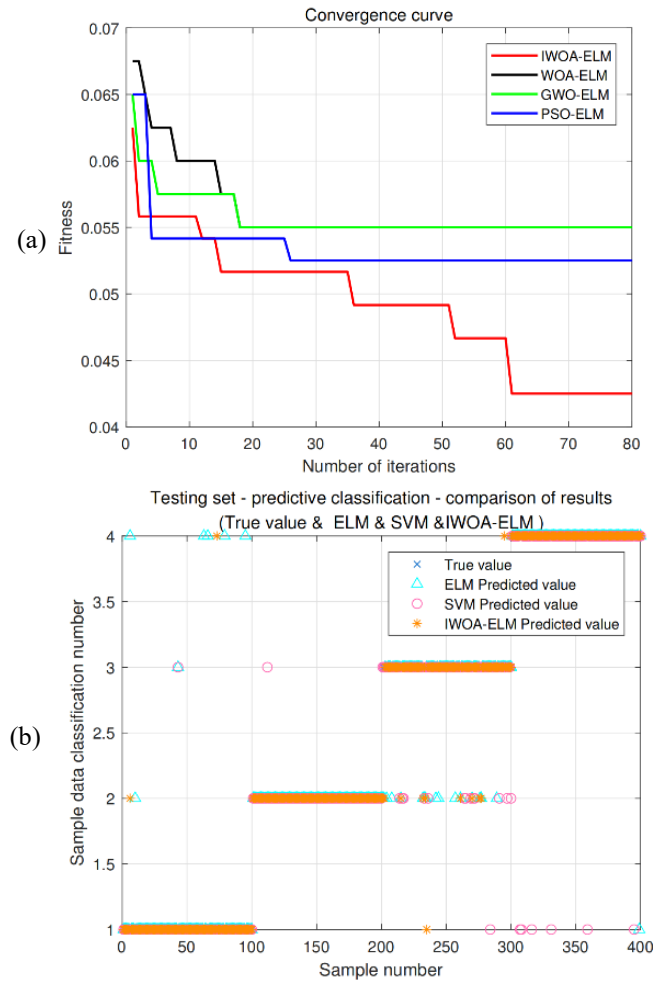 Convergence curve
0.07
0.065
0.06
0.055
0.05
0.045
0.04
Fitness
(a)
IWOA-ELM
WOA-ELM
GWO-ELM
PSO-ELM
0 10 20 30 40 50 60 70 80
Number of iterations
Testing set - predictive classification - comparison of results
(True value & ELM & SVM &IWOA-ELM )
4
3.5
3
2.5
2
1.5
1
Sample data classification number
(b)
True value
ELM Predicted value
SVM Predicted value
IWOA-ELM Predicted value
0 50 100 150 200 250 300 350 400
Sample number